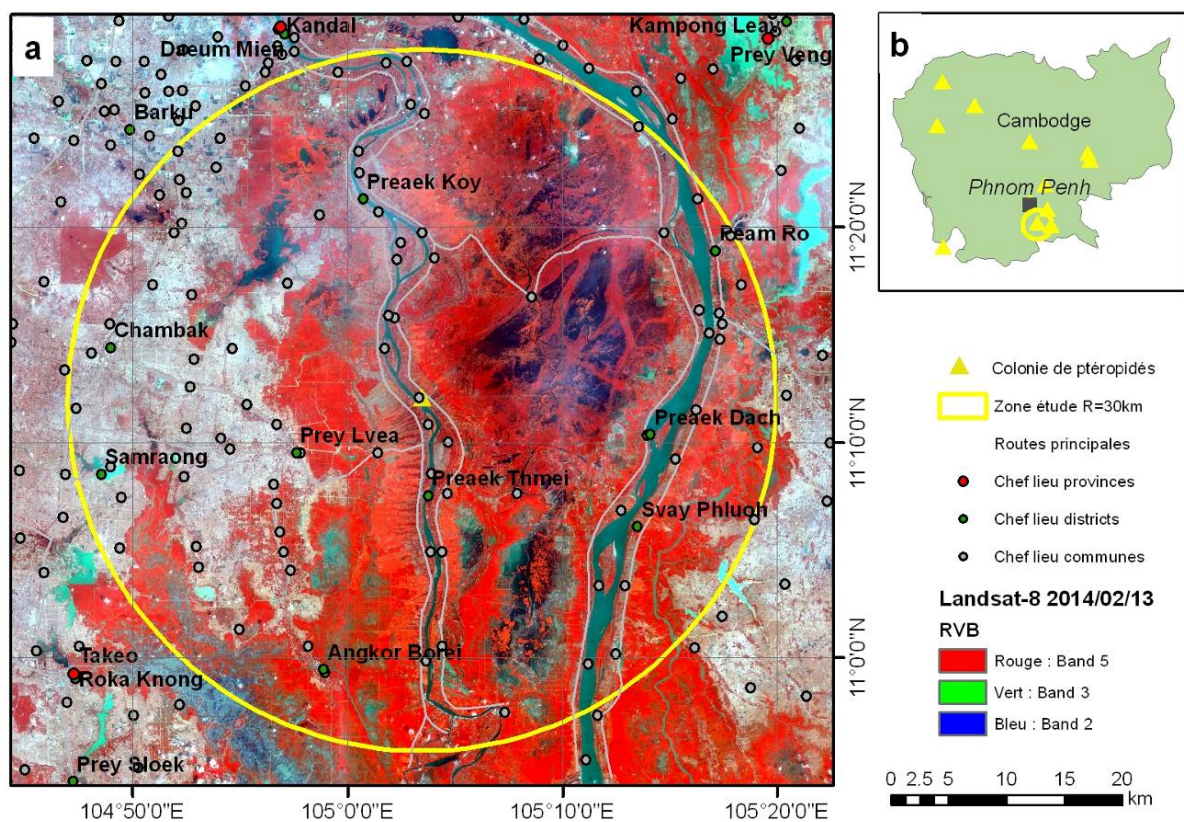 a
Kandal
Kampong Lea
Daeum Mien
Prey Veng
Barku
Preaek Koy
Peam Ro
Chambak
Preaek Dach
Prey Lvea
Samraong
Preaek Thmei
Svay Phluoh
Angkor Borei
Takeo
Roka Knong
Prey Sloek
104°50'0"E
105°0'0"E
105°10'0"E
105°20'0"E
11°20'0"N
11°10'0"N
11°0'0"N
b
Cambodge
Phnom Penh
Colonie de ptéropidés
Zone étude R=30km
Routes principales
Chef lieu provinces
Chef lieu districts
Chef lieu communes
Landsat-8 2014/02/13
RVB
Rouge : Band 5
Vert : Band 3
Bleu : Band 2
0 2.5 5 10 15 20
km